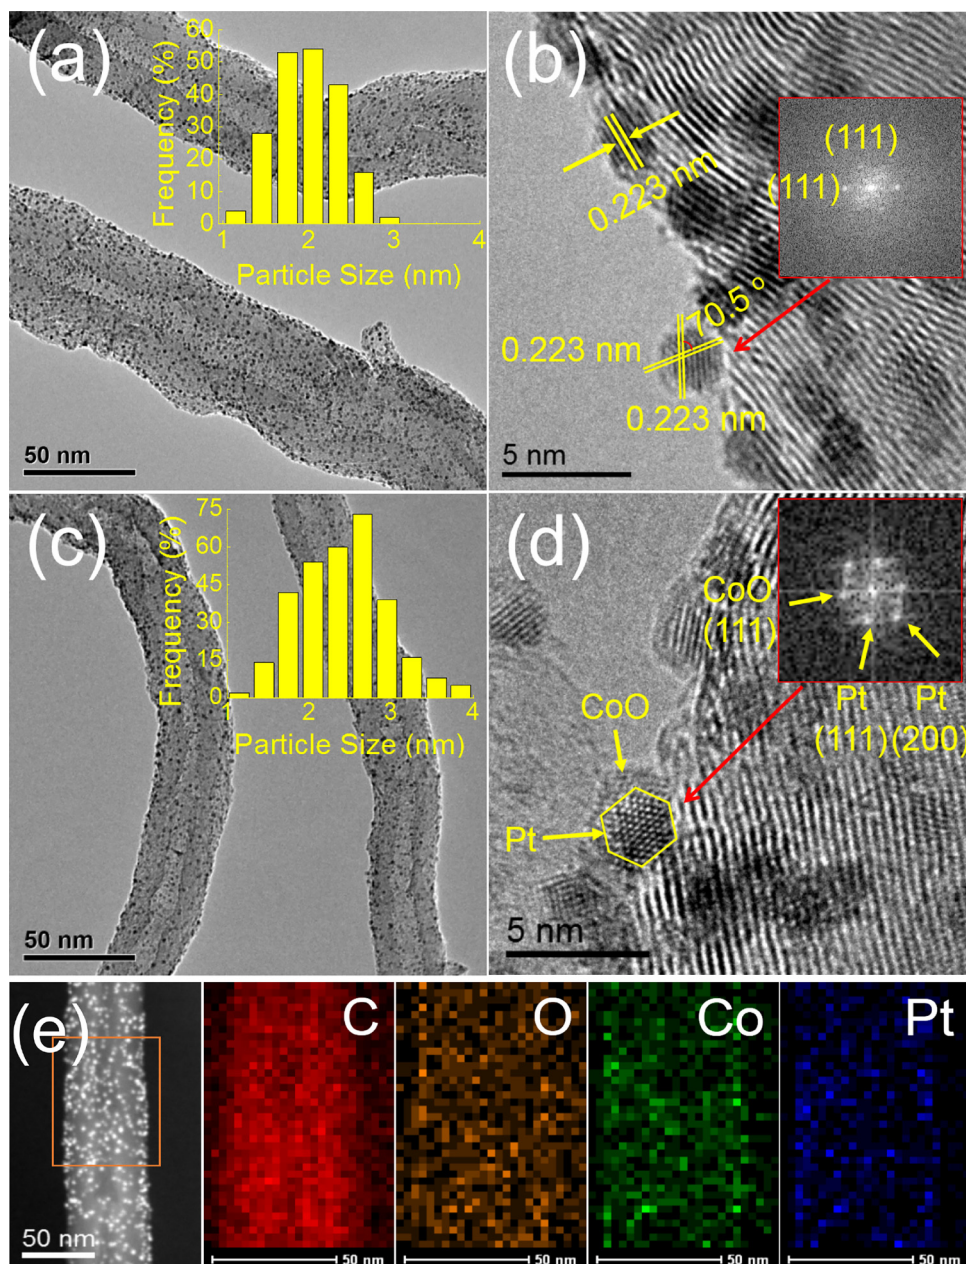 (a)
Frequency (%)
60
50
40
30
20
10
0
1
2
3
4
Particle Size (nm)
50 nm
(b)
0.223 nm
(111)
(111)
70.5 o
0.223 nm
0.223 nm
5 nm
(c)
Frequency (%)
75
60
45
30
15
0
1
2
3
4
Particle Size (nm)
50 nm
(d)
CoO
(111)
Pt
Pt
(111)
(200)
CoO
Pt
5 nm
(e)
50 nm
C
50 nm
O
50 nm
Co
50 nm
Pt
50 nm